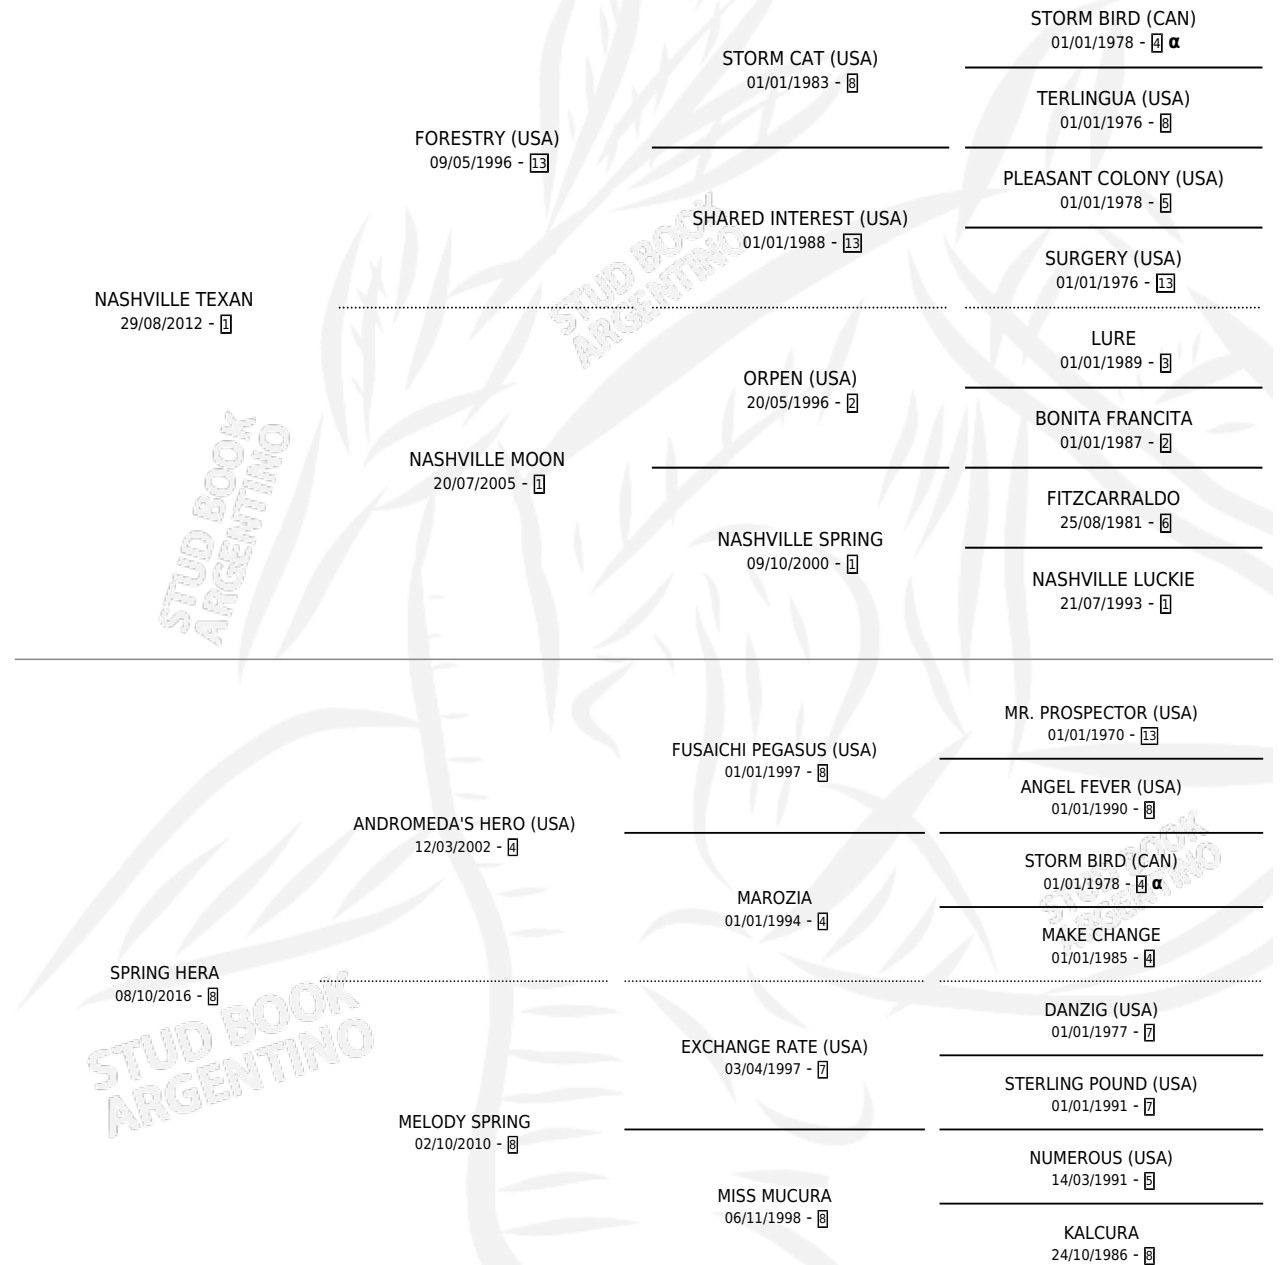 STORM BIRD (CAN)
01/01/1978 - 4 α
STORM CAT (USA)
01/01/1983 - 8
TERLINGUA (USA)
01/01/1976 - 8
FORESTRY (USA)
09/05/1996 - 13
PLEASANT COLONY (USA)
01/01/1978 - 5
SHARED INTEREST (USA)
01/01/1988 - 13
SURGERY (USA)
01/01/1976 - 13
NASHVILLE TEXAN
29/08/2012 - 1
LURE
01/01/1989 - 3
ORPEN (USA)
20/05/1996 - 2
BONITA FRANCITA
01/01/1987 - 2
NASHVILLE MOON
20/07/2005 - 1
FITZCARRALDO
25/08/1981 - 6
NASHVILLE SPRING
09/10/2000 - 1
NASHVILLE LUCKIE
21/07/1993 - 1
STUD BOOK
ARGENTINO
STUD BOOK
ARGENTINO
MR. PROSPECTOR (USA)
01/01/1970 - 13
FUSAICHI PEGASUS (USA)
01/01/1997 - 8
ANGEL FEVER (USA)
01/01/1990 - 8
ANDROMEDA'S HERO (USA)
12/03/2002 - 4
STORM BIRD (CAN)
01/01/1978 - 4 α
MAROZIA
01/01/1994 - 4
MAKE CHANGE
01/01/1985 - 4
SPRING HERA
08/10/2016 - 8
DANZIG (USA)
01/01/1977 - 7
EXCHANGE RATE (USA)
03/04/1997 - 7
STERLING POUND (USA)
01/01/1991 - 7
MELODY SPRING
02/10/2010 - 8
NUMEROUS (USA)
14/03/1991 - 5
MISS MUCURA
06/11/1998 - 8
KALCURA
24/10/1986 - 8
STUD BOOK
ARGENTINO
STUD BOOK
ARGENTINO